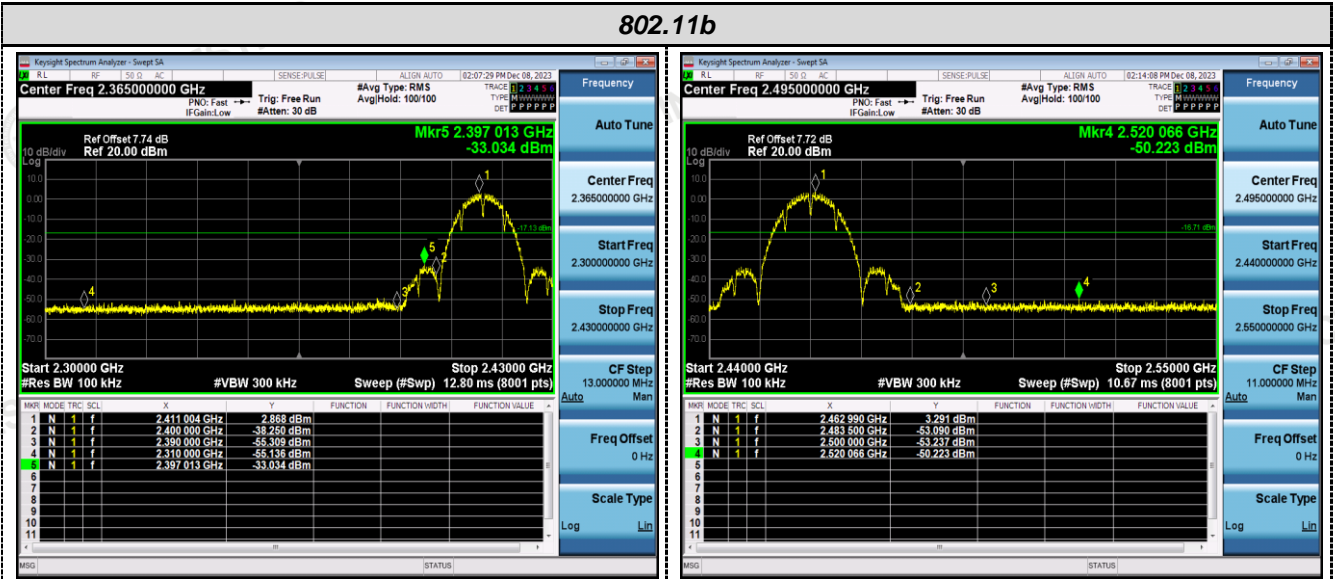 802.11b
Keysight Spectrum Analyzer - Swept SA
RL RF 50 Ω AC SENSE:PULSE ALIGN AUTO 02:07:29 PM Dec 08, 2023
Center Freq 2.365000000 GHz
PNO: Fast
IFGain:Low
Trig: Free Run
#Atten: 30 dB
#Avg Type: RMS
Avg|Hold: 100/100
TRACE 1 2 3 4 5 6
TYPE M W W W W W
DET P P P P P P
Ref Offset 7.74 dB
Ref 20.00 dBm
10 dB/div
Log
Mkr5 2.397 013 GHz
-33.034 dBm
10.0
0.00
-10.0
-20.0
-30.0
-40.0
-50.0
-60.0
-70.0
1
-17.13 dBm
5
2
3
4
Start 2.30000 GHz Stop 2.43000 GHz
#Res BW 100 kHz #VBW 300 kHz Sweep (#Swp) 12.80 ms (8001 pts)
MKR MODE TRC SCL X Y FUNCTION FUNCTION WIDTH FUNCTION VALUE
1 N 1 f 2.411 004 GHz 2.868 dBm
2 N 1 f 2.400 000 GHz -38.250 dBm
3 N 1 f 2.390 000 GHz -55.309 dBm
4 N 1 f 2.310 000 GHz -55.136 dBm
5 N 1 f 2.397 013 GHz -33.034 dBm
6
7
8
9
10
11
MSG STATUS
Frequency
Auto Tune
Center Freq
2.365000000 GHz
Start Freq
2.300000000 GHz
Stop Freq
2.430000000 GHz
CF Step
13.000000 MHz
Auto Man
Freq Offset
0 Hz
Scale Type
Log Lin
Keysight Spectrum Analyzer - Swept SA
RL RF 50 Ω AC SENSE:PULSE ALIGN AUTO 02:14:08 PM Dec 08, 2023
Center Freq 2.495000000 GHz
PNO: Fast
IFGain:Low
Trig: Free Run
#Atten: 30 dB
#Avg Type: RMS
Avg|Hold: 100/100
TRACE 1 2 3 4 5 6
TYPE M W W W W W
DET P P P P P P
Ref Offset 7.72 dB
Ref 20.00 dBm
10 dB/div
Log
Mkr4 2.520 066 GHz
-50.223 dBm
10.0
0.00
-10.0
-20.0
-30.0
-40.0
-50.0
-60.0
-70.0
1
-16.71 dBm
2
3
4
Start 2.44000 GHz Stop 2.55000 GHz
#Res BW 100 kHz #VBW 300 kHz Sweep (#Swp) 10.67 ms (8001 pts)
MKR MODE TRC SCL X Y FUNCTION FUNCTION WIDTH FUNCTION VALUE
1 N 1 f 2.462 990 GHz 3.291 dBm
2 N 1 f 2.483 500 GHz -53.090 dBm
3 N 1 f 2.500 000 GHz -53.237 dBm
4 N 1 f 2.520 066 GHz -50.223 dBm
5
6
7
8
9
10
11
MSG STATUS
Frequency
Auto Tune
Center Freq
2.495000000 GHz
Start Freq
2.440000000 GHz
Stop Freq
2.550000000 GHz
CF Step
11.000000 MHz
Auto Man
Freq Offset
0 Hz
Scale Type
Log Lin